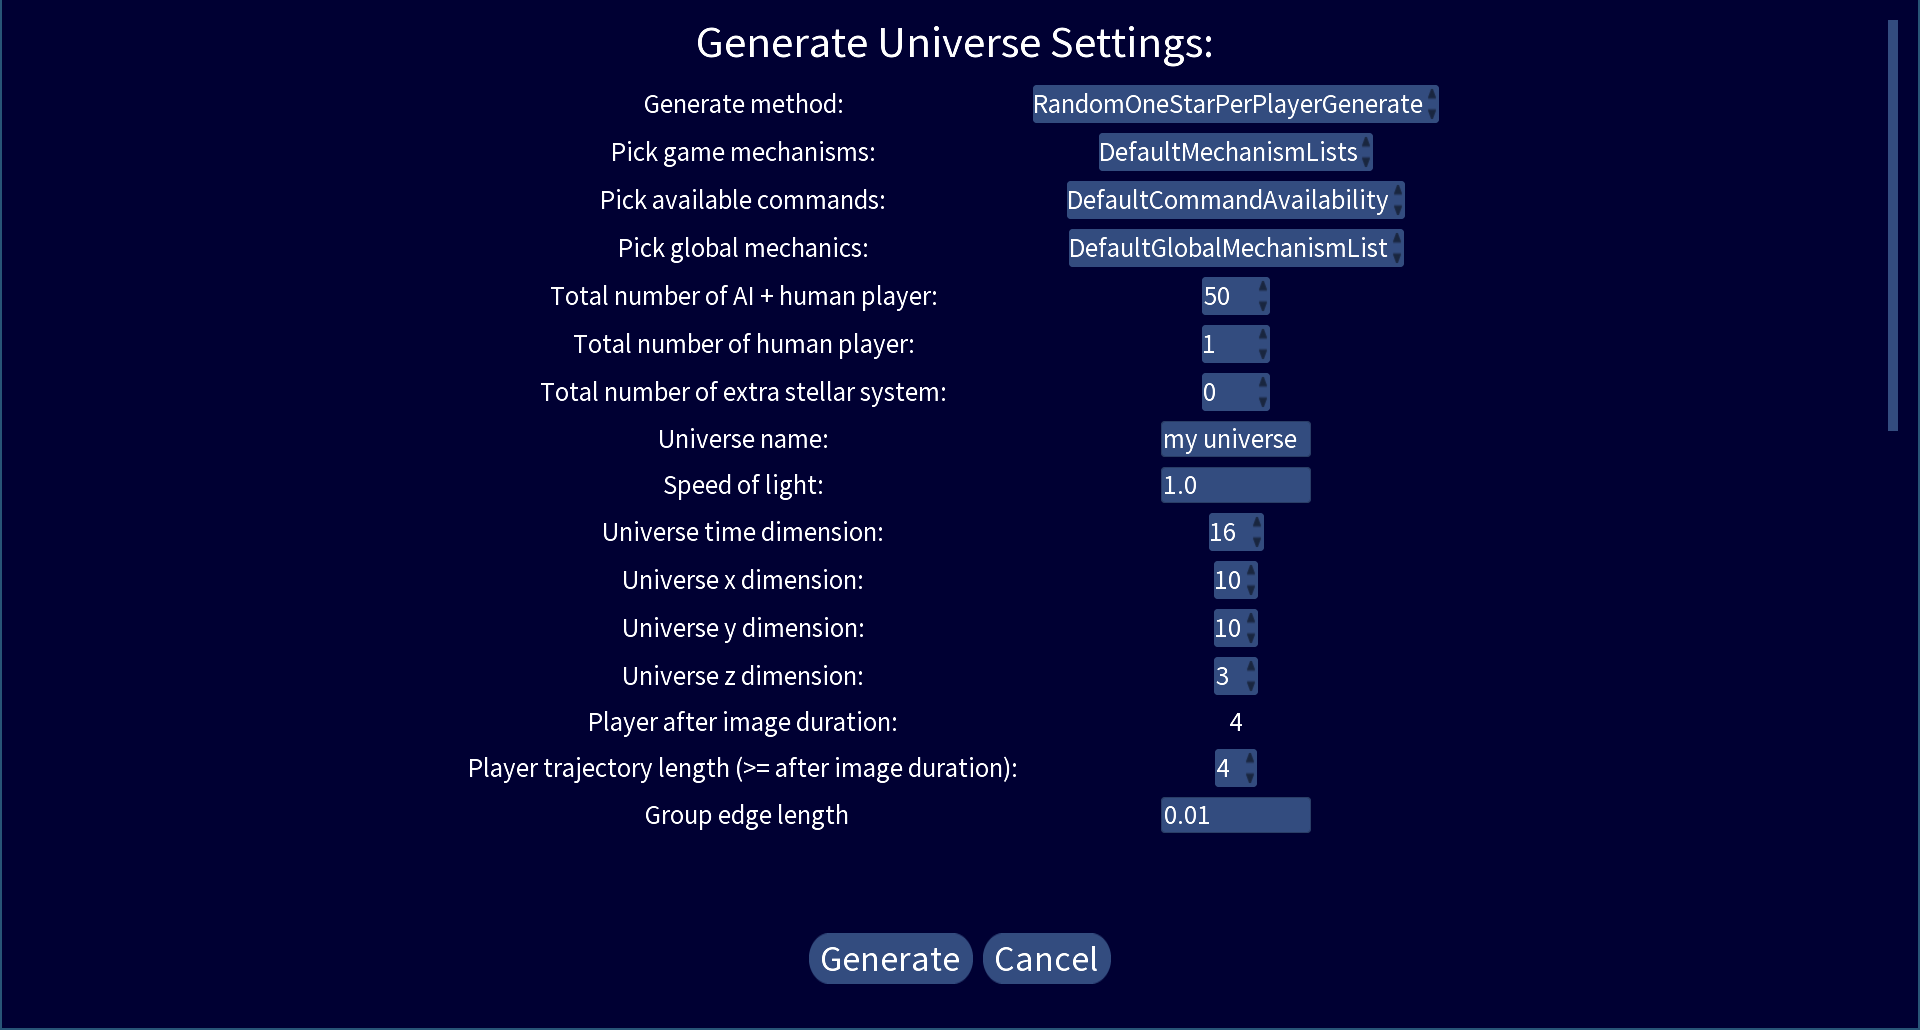 Generate Universe Settings:
Generate method: RandomOneStarPerPlayerGenerate
Pick game mechanisms: DefaultMechanismLists
Pick available commands: DefaultCommandAvailability
Pick global mechanics: DefaultGlobalMechanismList
Total number of AI + human player: 50
Total number of human player: 1
Total number of extra stellar system: 0
Universe name: my universe
Speed of light: 1.0
Universe time dimension: 16
Universe x dimension: 10
Universe y dimension: 10
Universe z dimension: 3
Player after image duration: 4
Player trajectory length (>= after image duration): 4
Group edge length 0.01
Generate Cancel